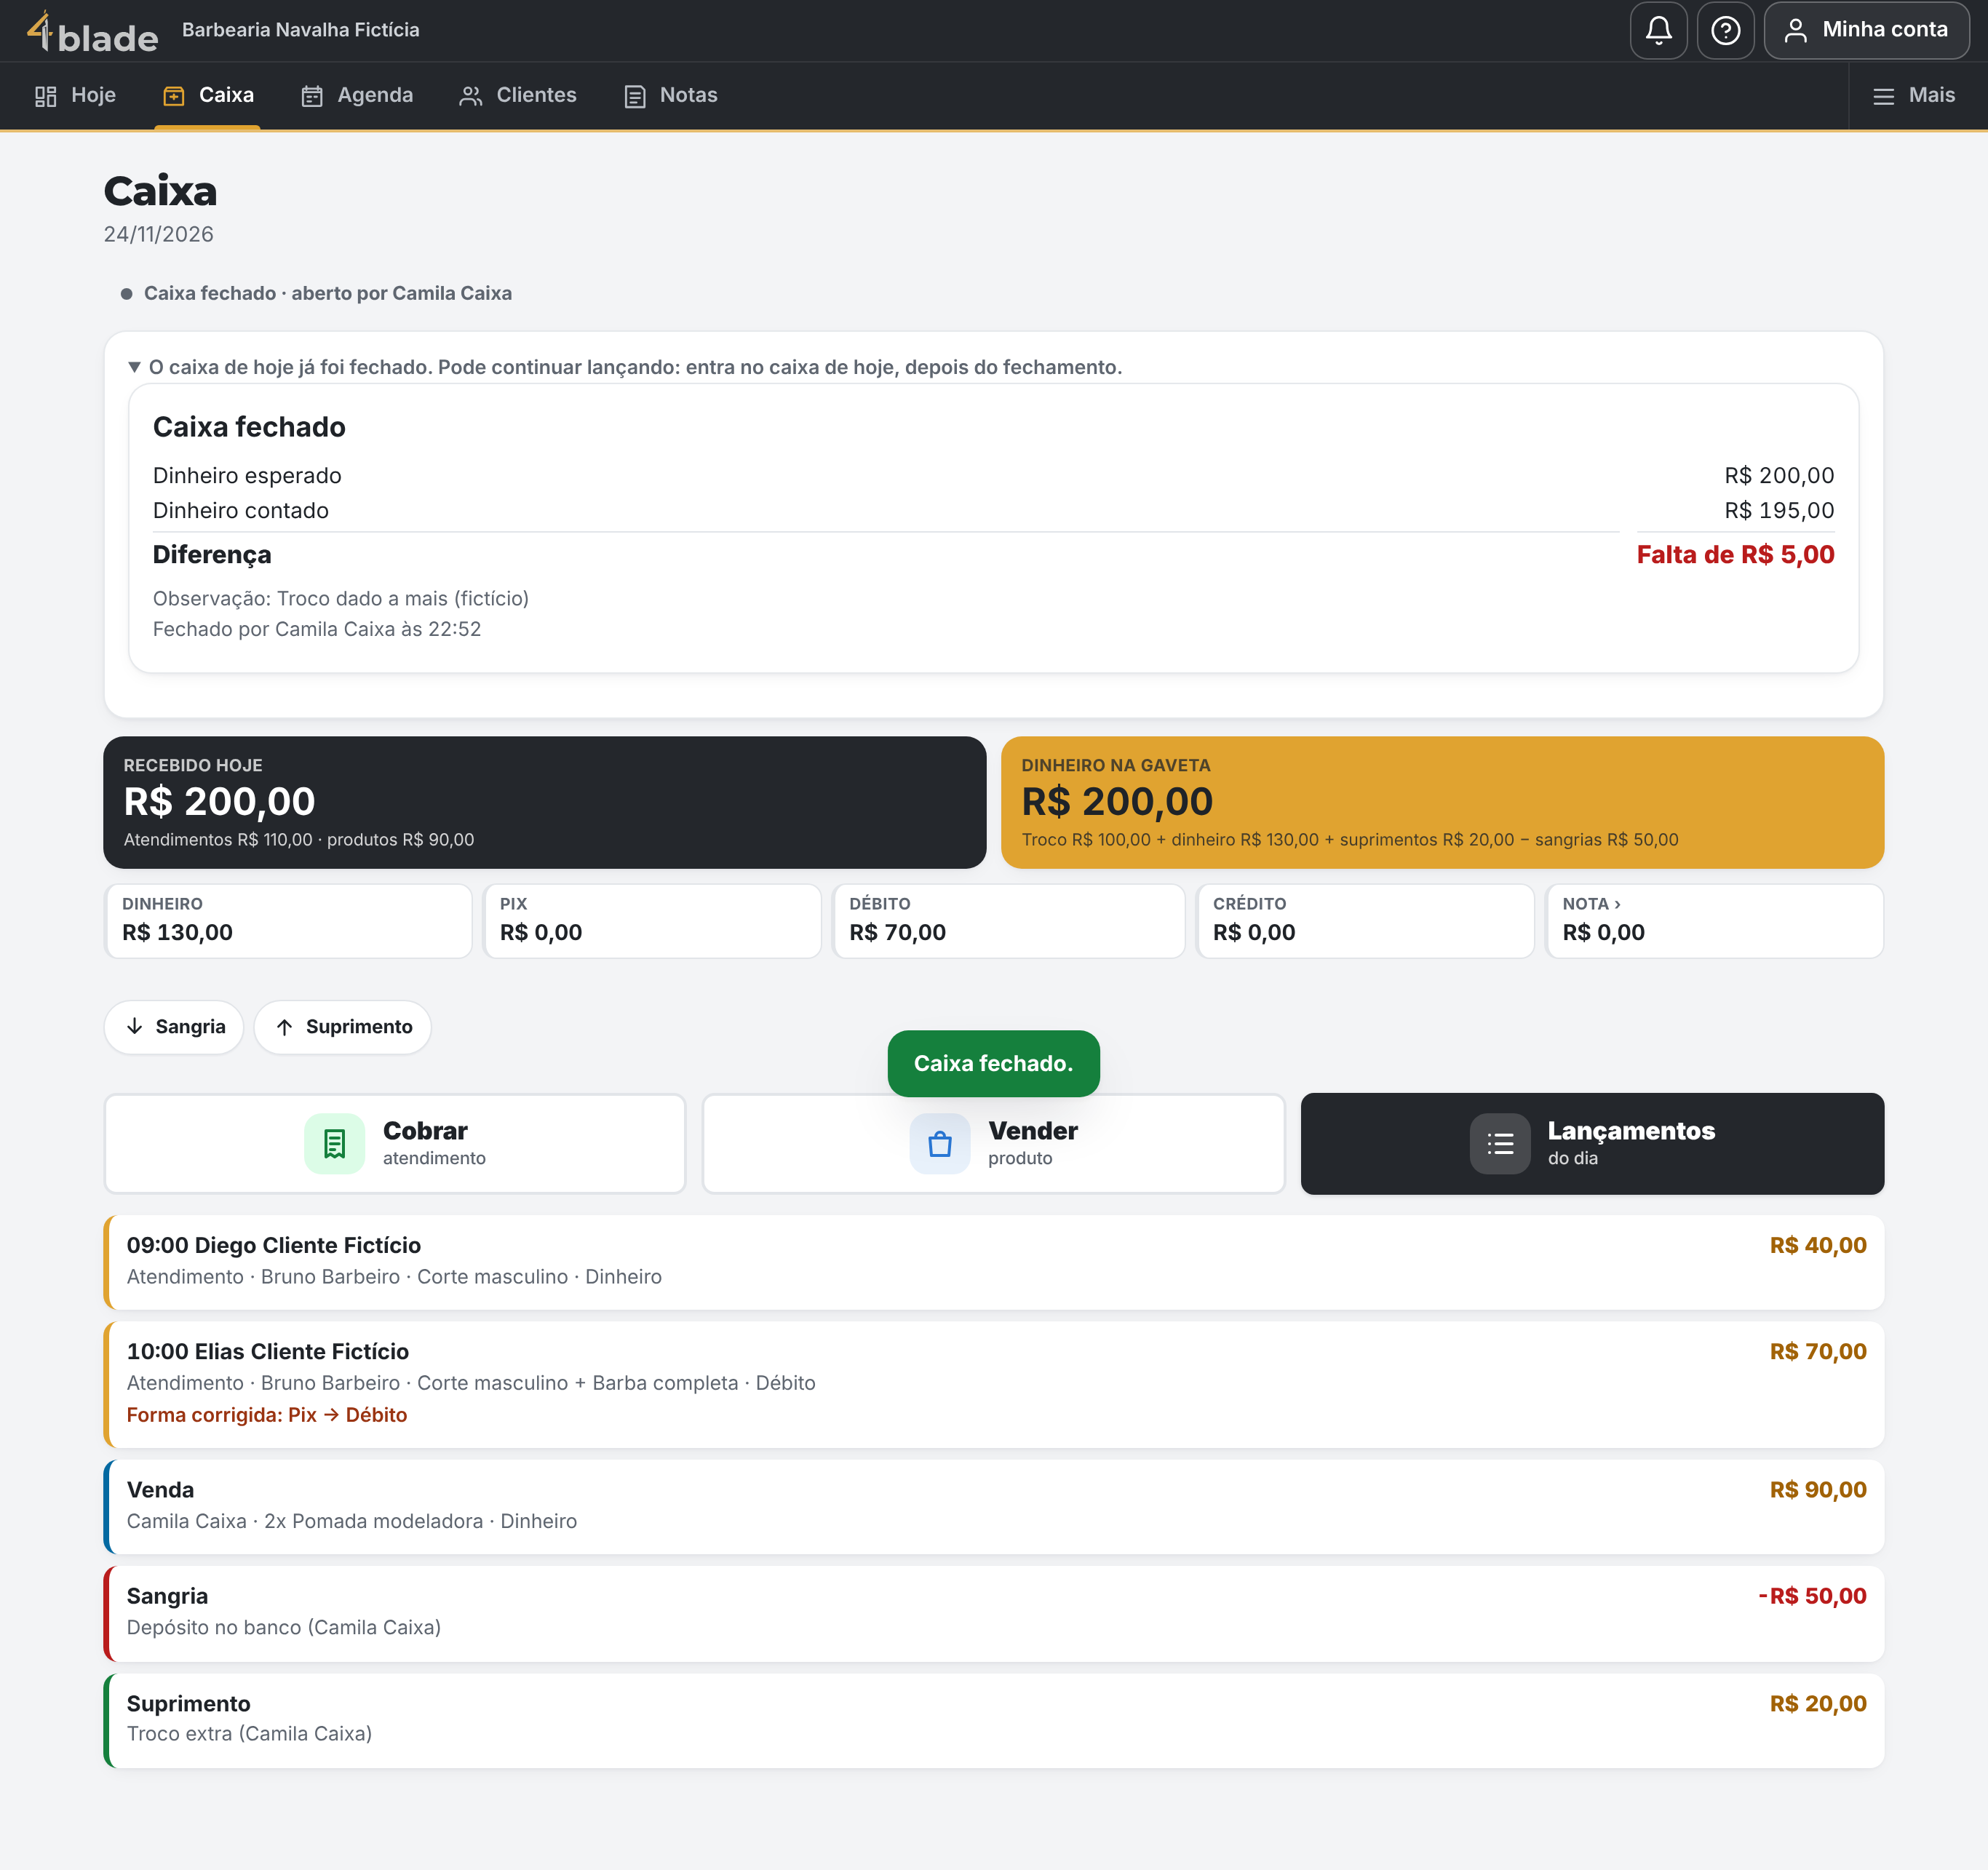 4blade
Barbearia Navalha Fictícia
Minha conta
Hoje
Caixa
Agenda
Clientes
Notas
Mais
Caixa
24/11/2026
Caixa fechado · aberto por Camila Caixa
▼ O caixa de hoje já foi fechado. Pode continuar lançando: entra no caixa de hoje, depois do fechamento.
Caixa fechado
Dinheiro esperado R$ 200,00
Dinheiro contado R$ 195,00
Diferença Falta de R$ 5,00
Observação: Troco dado a mais (fictício)
Fechado por Camila Caixa às 22:52
RECEBIDO HOJE
R$ 200,00
Atendimentos R$ 110,00 · produtos R$ 90,00
DINHEIRO NA GAVETA
R$ 200,00
Troco R$ 100,00 + dinheiro R$ 130,00 + suprimentos R$ 20,00 − sangrias R$ 50,00
DINHEIRO
R$ 130,00
PIX
R$ 0,00
DÉBITO
R$ 70,00
CRÉDITO
R$ 0,00
NOTA ›
R$ 0,00
↓ Sangria
↑ Suprimento
Caixa fechado.
Cobrar
atendimento
Vender
produto
Lançamentos
do dia
09:00 Diego Cliente Fictício R$ 40,00
Atendimento · Bruno Barbeiro · Corte masculino · Dinheiro
10:00 Elias Cliente Fictício R$ 70,00
Atendimento · Bruno Barbeiro · Corte masculino + Barba completa · Débito
Forma corrigida: Pix → Débito
Venda R$ 90,00
Camila Caixa · 2x Pomada modeladora · Dinheiro
Sangria -R$ 50,00
Depósito no banco (Camila Caixa)
Suprimento R$ 20,00
Troco extra (Camila Caixa)